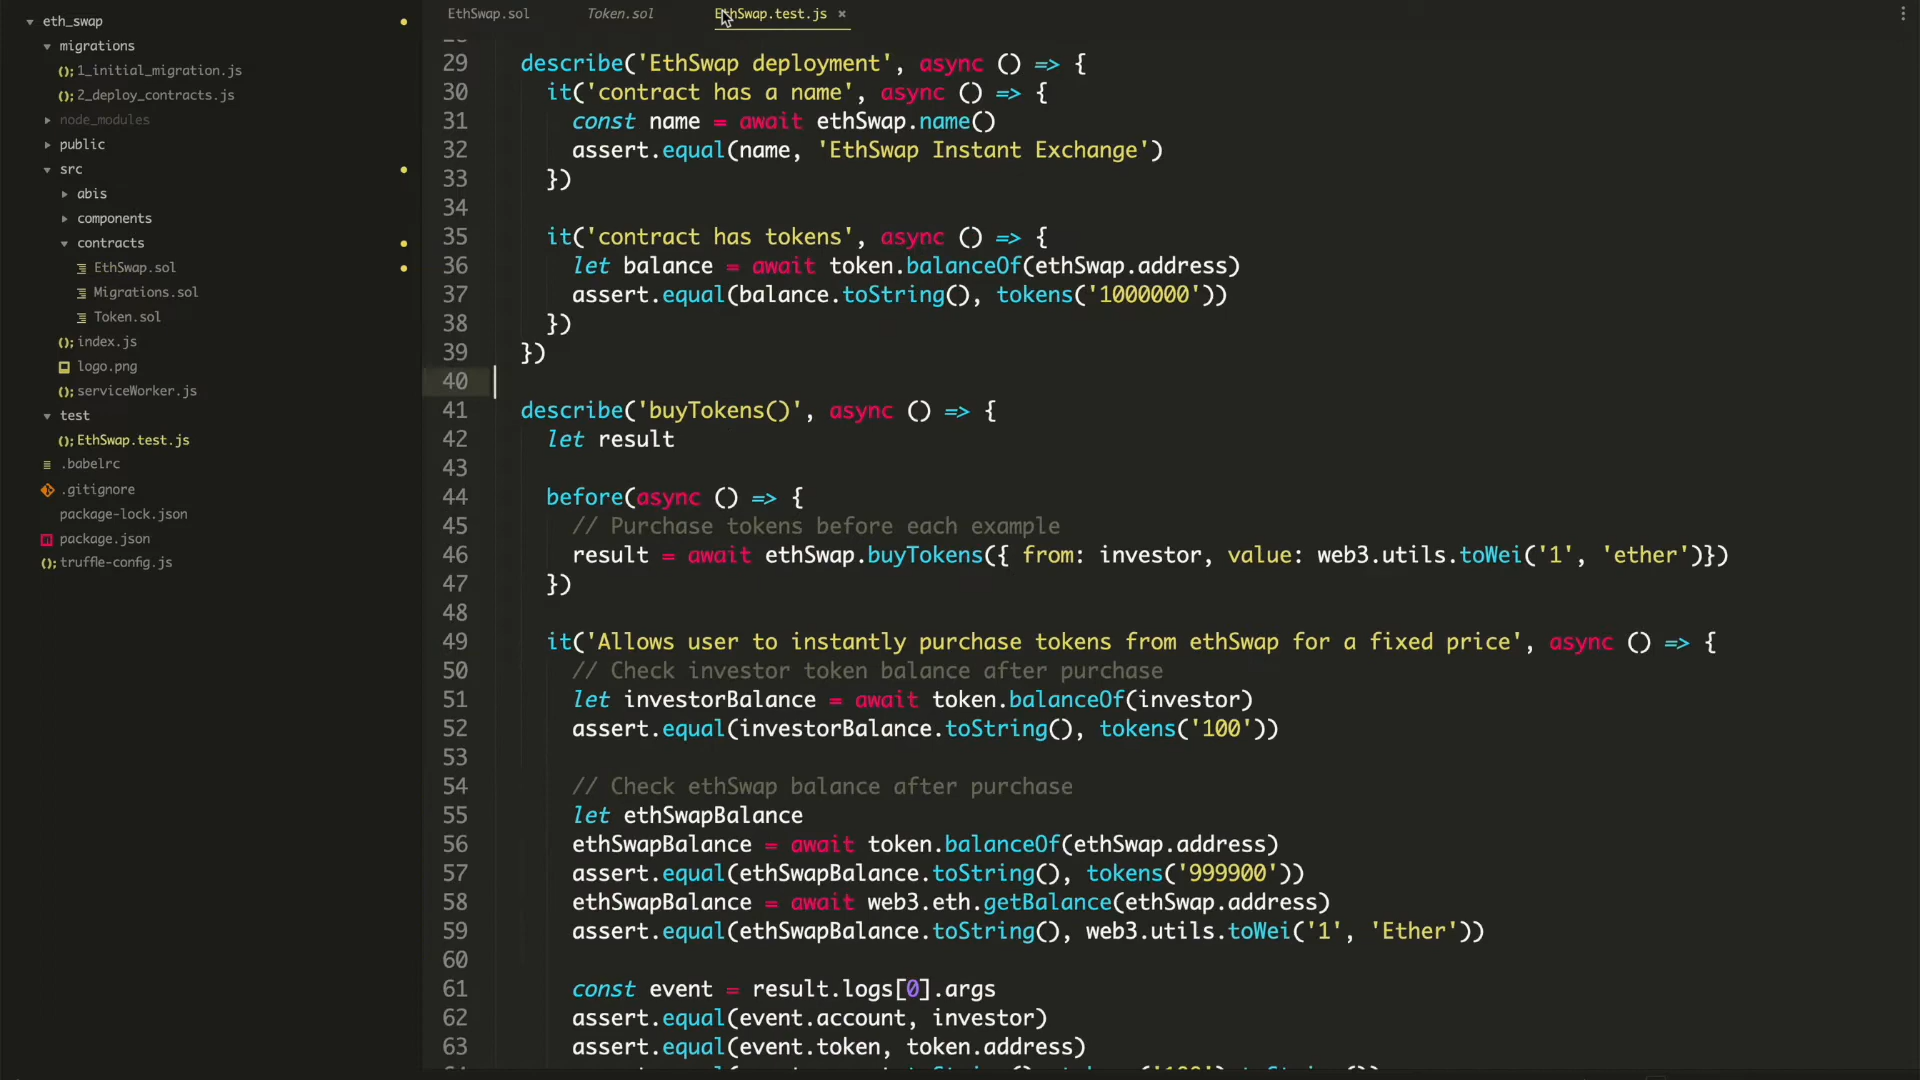 eth_swap
migrations
(); 1_initial_migration.js
(); 2_deploy_contracts.js
node_modules
public
src
abis
components
contracts
EthSwap.sol
Migrations.sol
Token.sol
(); index.js
logo.png
(); serviceWorker.js
test
(); EthSwap.test.js
.babelrc
.gitignore
package-lock.json
package.json
(); truffle-config.js
EthSwap.sol Token.sol EthSwap.test.js ×
29 describe('EthSwap deployment', async () => {
30 it('contract has a name', async () => {
31 const name = await ethSwap.name()
32 assert.equal(name, 'EthSwap Instant Exchange')
33 })
34
35 it('contract has tokens', async () => {
36 let balance = await token.balanceOf(ethSwap.address)
37 assert.equal(balance.toString(), tokens('1000000'))
38 })
39 })
40
41 describe('buyTokens()', async () => {
42 let result
43
44 before(async () => {
45 // Purchase tokens before each example
46 result = await ethSwap.buyTokens({ from: investor, value: web3.utils.toWei('1', 'ether')})
47 })
48
49 it('Allows user to instantly purchase tokens from ethSwap for a fixed price', async () => {
50 // Check investor token balance after purchase
51 let investorBalance = await token.balanceOf(investor)
52 assert.equal(investorBalance.toString(), tokens('100'))
53
54 // Check ethSwap balance after purchase
55 let ethSwapBalance
56 ethSwapBalance = await token.balanceOf(ethSwap.address)
57 assert.equal(ethSwapBalance.toString(), tokens('999900'))
58 ethSwapBalance = await web3.eth.getBalance(ethSwap.address)
59 assert.equal(ethSwapBalance.toString(), web3.utils.toWei('1', 'Ether'))
60
61 const event = result.logs[0].args
62 assert.equal(event.account, investor)
63 assert.equal(event.token, token.address)